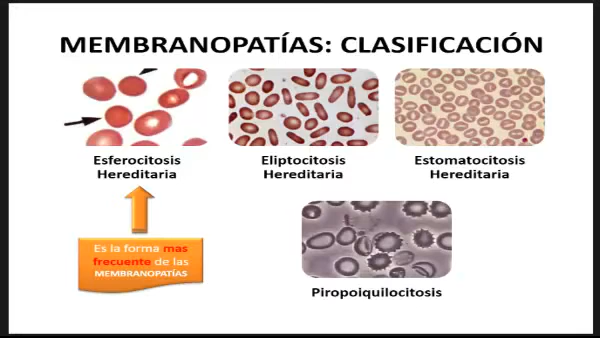 MEMBRANOPATÍAS: CLASIFICACIÓN
Esferocitosis
Hereditaria
Eliptocitosis
Hereditaria
Estomatocitosis
Hereditaria
Es la forma mas
frecuente de las
MEMBRANOPATÍAS
Piropoiquilocitosis